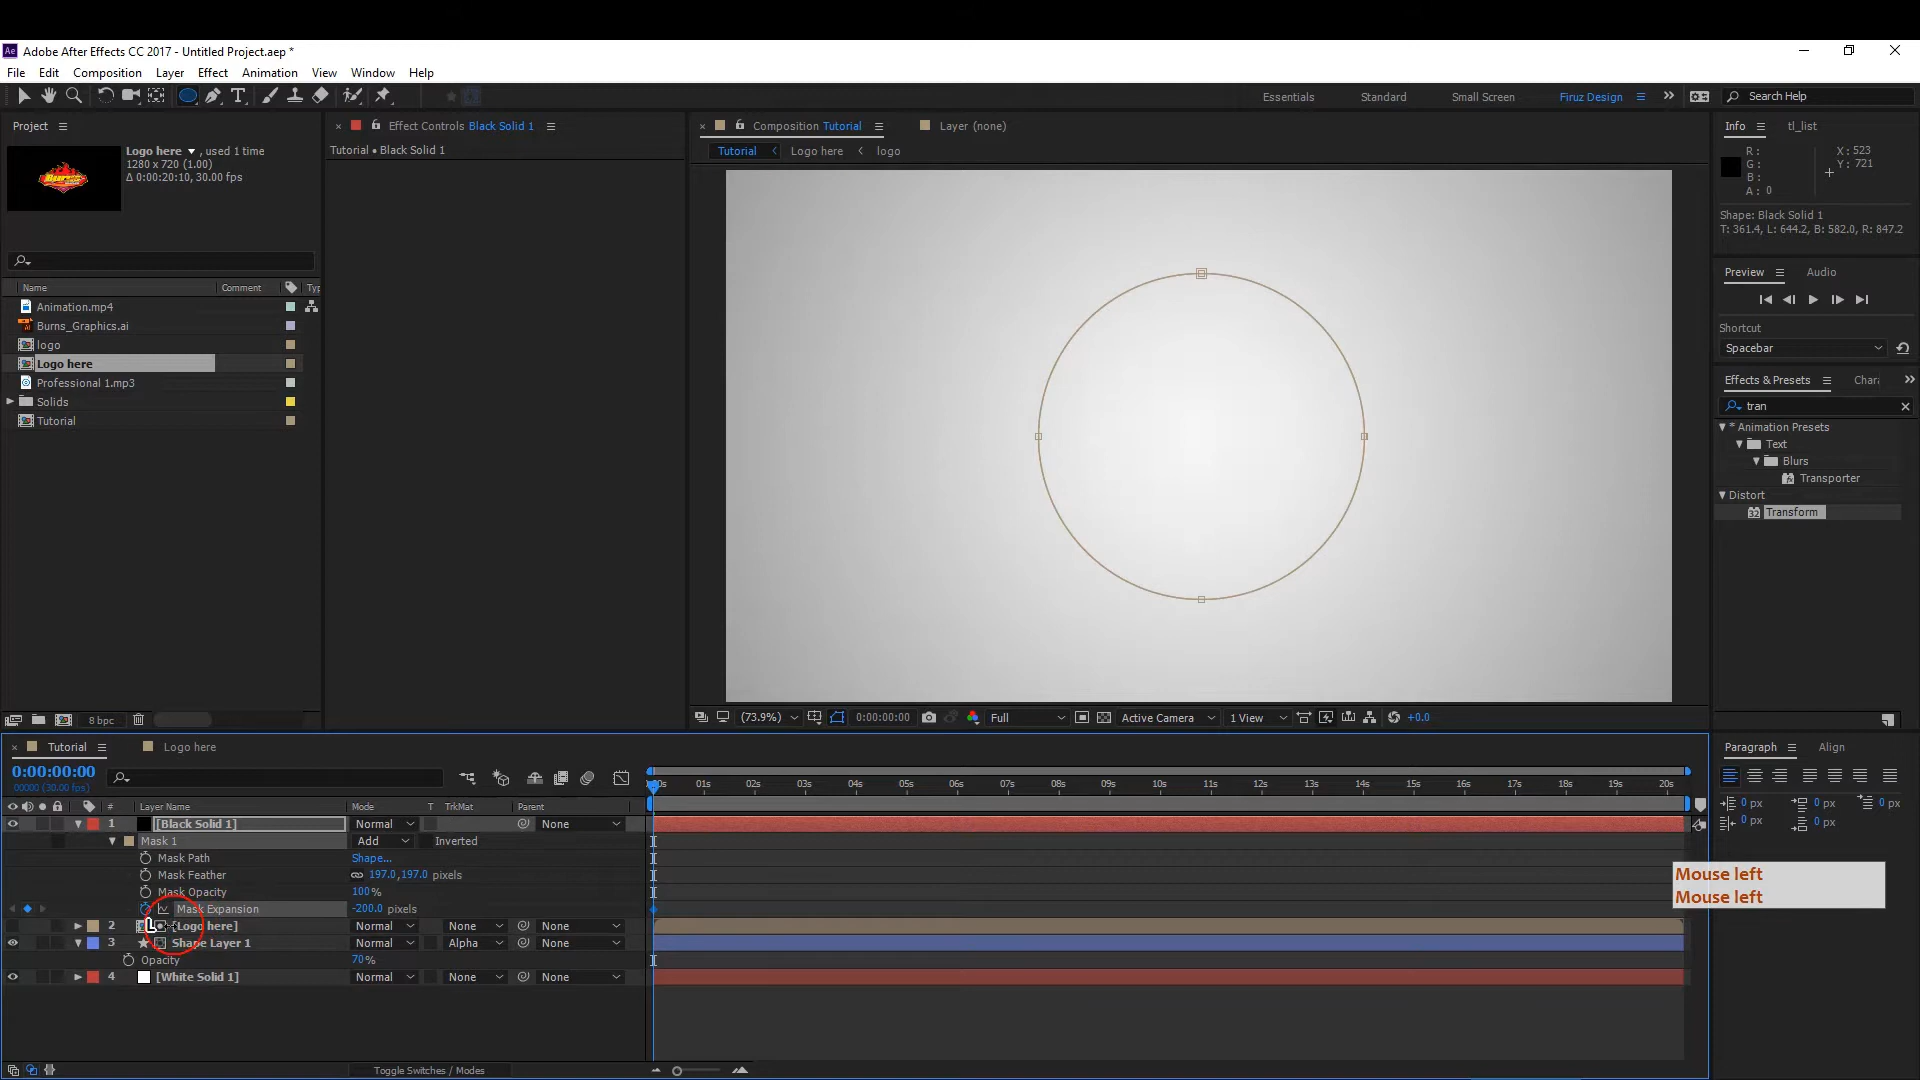 Ae Adobe After Effects CC 2017 - Untitled Project.aep *
File Edit Composition Layer Effect Animation View Window Help
Essentials Standard Small Screen Firuz Design Search Help
Project
Effect Controls Black Solid 1
Composition Tutorial
Layer (none)
Info tl_list
Tutorial • Black Solid 1
Tutorial Logo here logo
Logo here , used 1 time
1280 x 720 (1.00)
Δ 0:00:20:10, 30.00 fps
R : X : 523
G : Y : 721
B :
A : 0
Shape: Black Solid 1
T: 361.4, L: 644.2, B: 582.0, R: 847.2
Preview Audio
Name Comment Typ
Animation.mp4
Burns_Graphics.ai
logo
Logo here
Professional 1.mp3
Solids
Tutorial
Shortcut
Spacebar
Effects & Presets Chara
tran
* Animation Presets
Text
Blurs
Transporter
Distort
32 Transform
8 bpc
(73.9%) 0:00:00:00 Full Active Camera 1 View +0.0
Tutorial Logo here
Paragraph Align
0:00:00:00
00000 (30.00 fps)
01s 02s 03s 04s 05s 06s 07s 08s 09s 10s 11s 12s 13s 14s 15s 16s 17s 18s 19s 20s
# Layer Name Mode T TrkMat Parent
0 px 0 px 0 px
0 px 0 px
1 [Black Solid 1] Normal None
Mask 1 Add Inverted
Mask Path Shape...
Mask Feather 197.0,197.0 pixels
Mask Opacity 100%
Mask Expansion -200.0 pixels
2 [Logo here] Normal None None
3 Shape Layer 1 Normal Alpha None
Opacity 70%
4 [White Solid 1] Normal None None
Mouse left
Mouse left
Toggle Switches / Modes